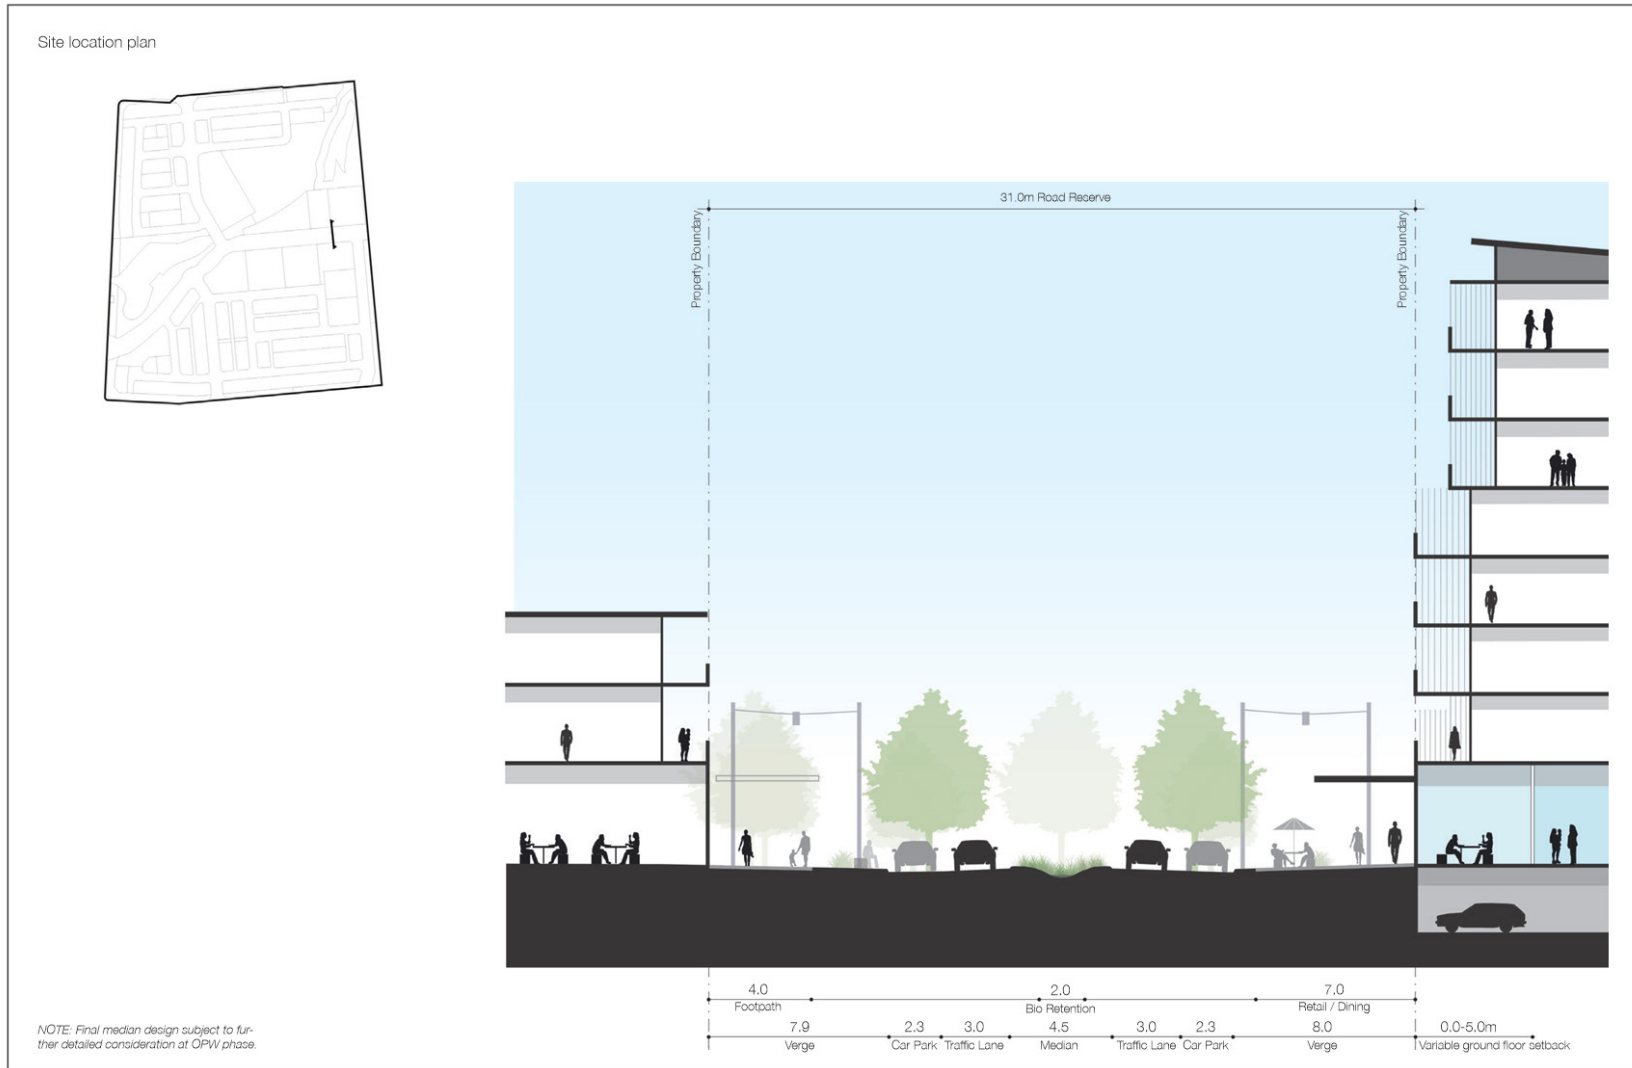 Site location plan
31.0m Road Reserve
Property Boundary
Property Boundary
4.0
Footpath
2.0
Bio Retention
7.0
Retail / Dining
7.9
Verge
2.3
Car Park
3.0
Traffic Lane
4.5
Median
3.0
Traffic Lane
2.3
Car Park
8.0
Verge
0.0-5.0m
Variable ground floor setback
NOTE: Final median design subject to fur-
ther detailed consideration at OPW phase.